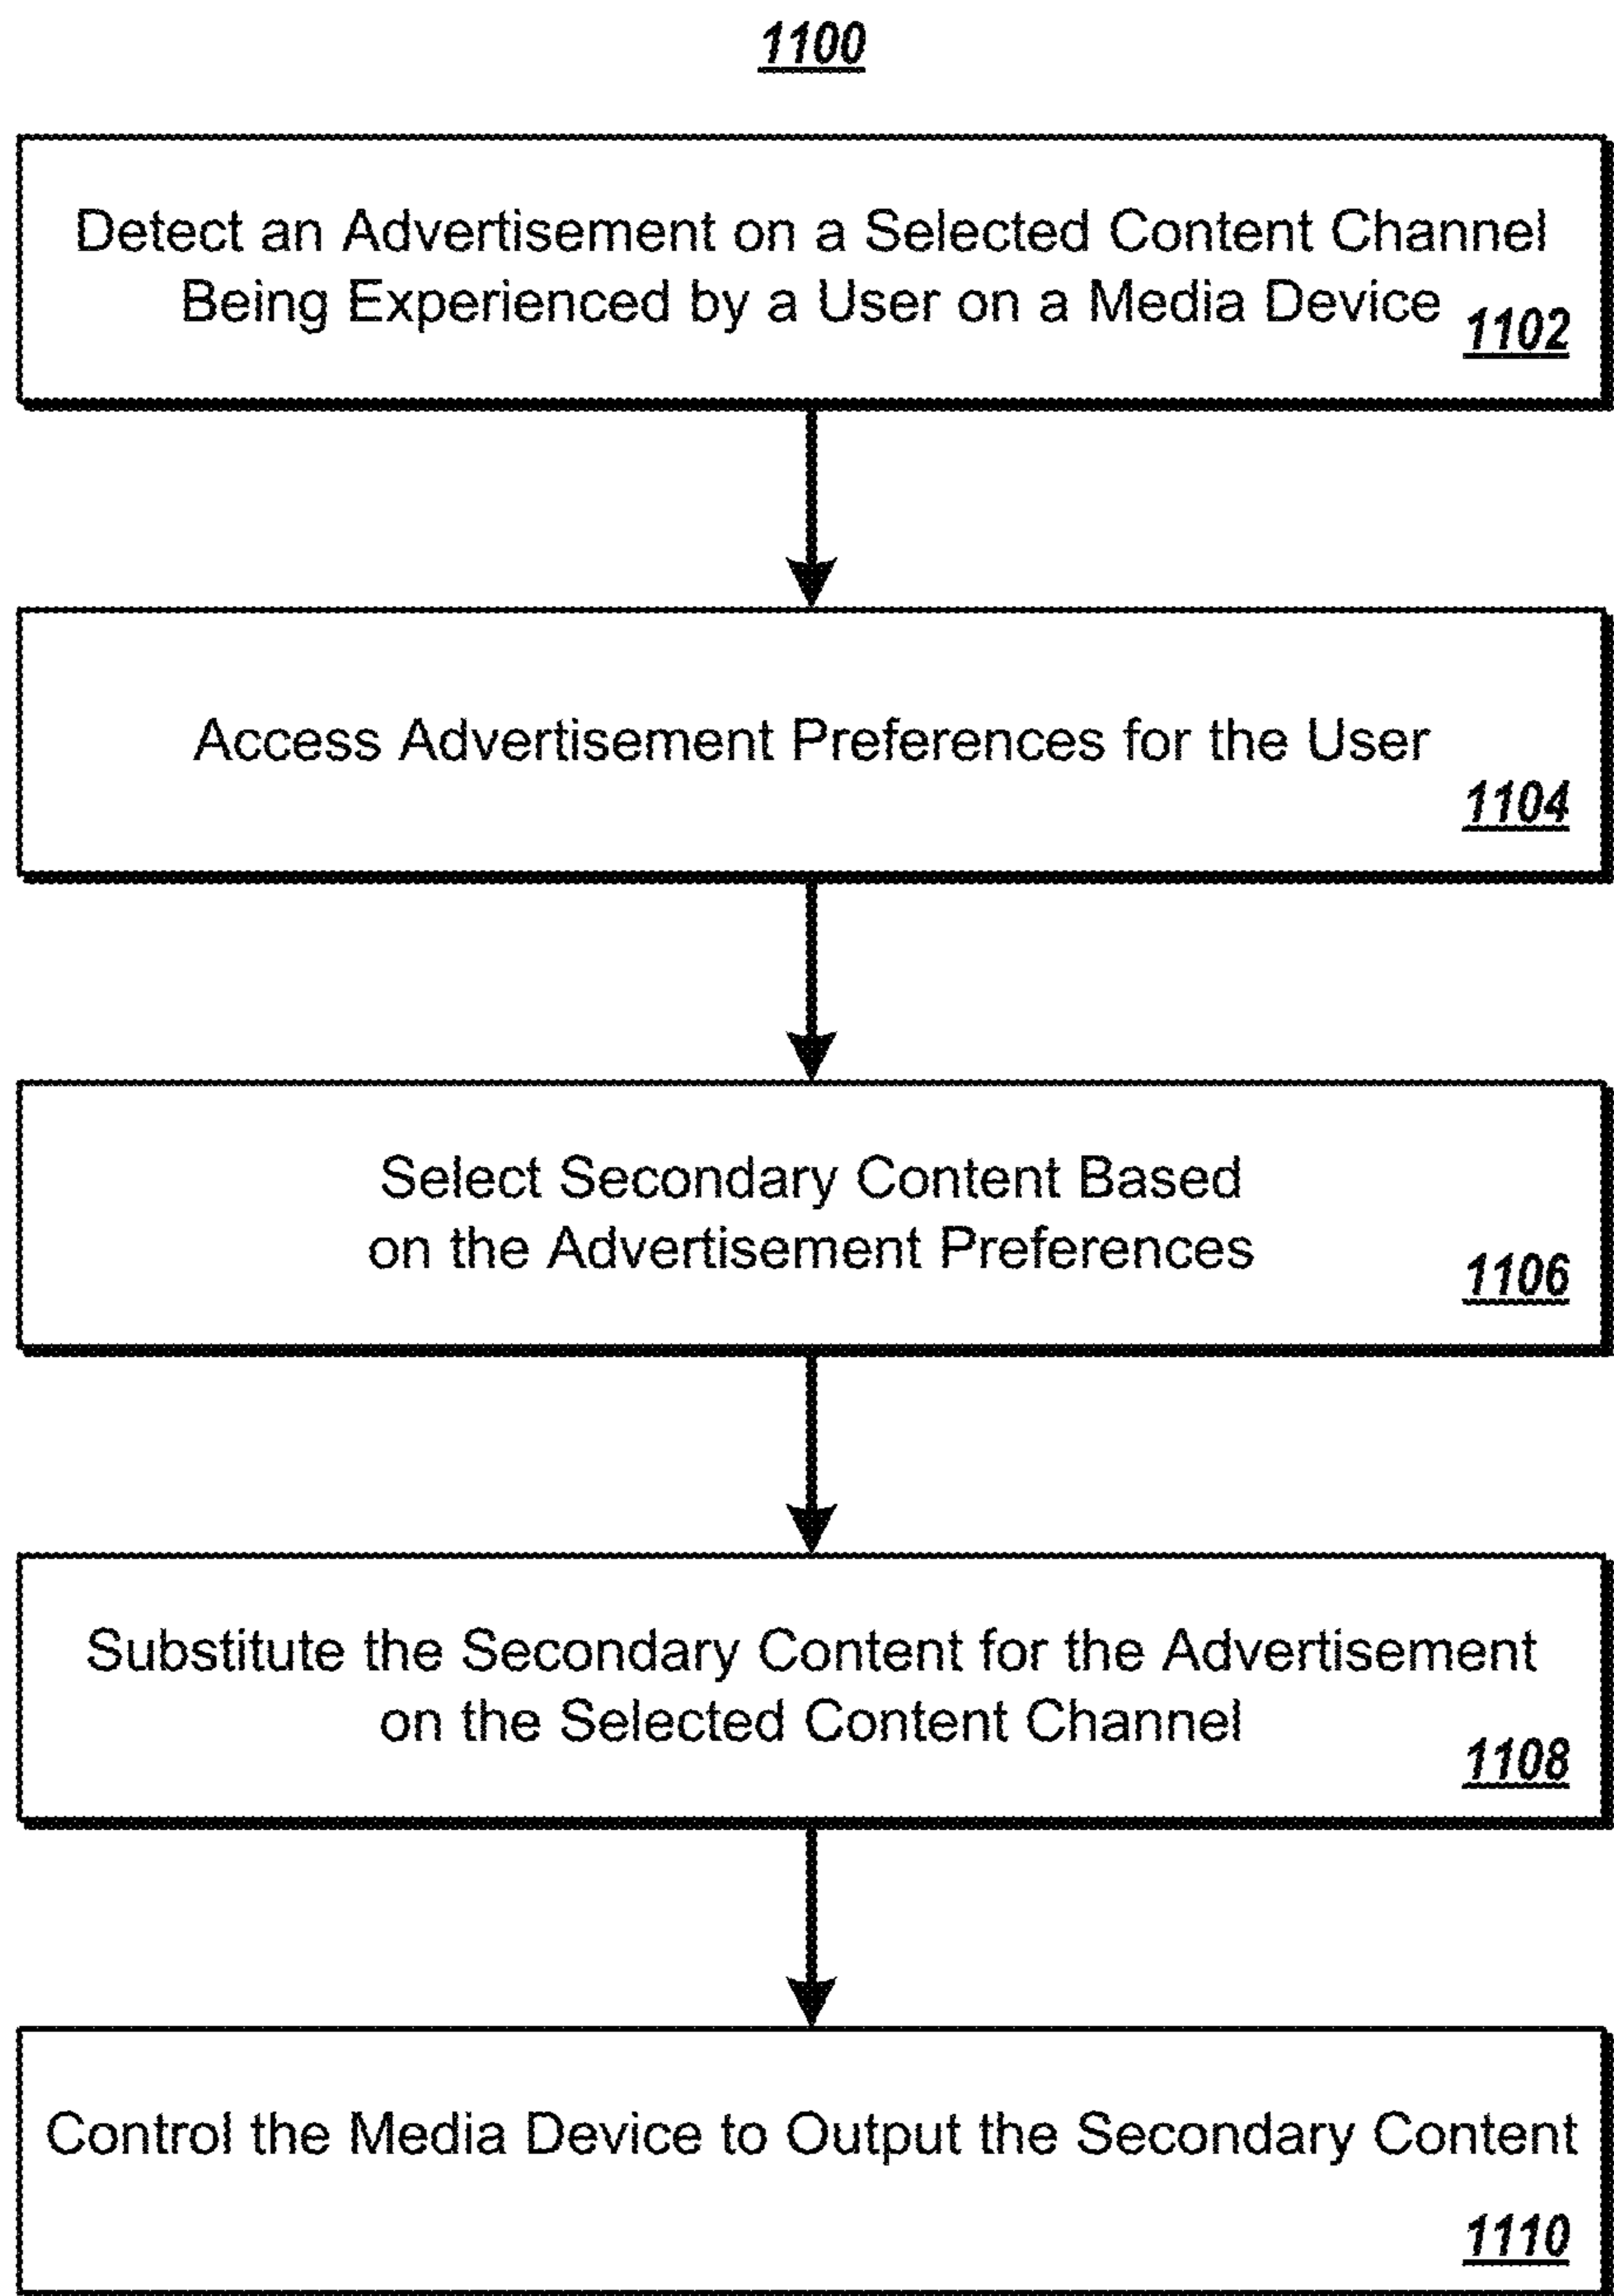 1100
Detect an Advertisement on a Selected Content Channel
Being Experienced by a User on a Media Device
1102
Access Advertisement Preferences for the User
1104
Select Secondary Content Based
on the Advertisement Preferences
1106
Substitute the Secondary Content for the Advertisement
on the Selected Content Channel
1108
Control the Media Device to Output the Secondary Content
1110